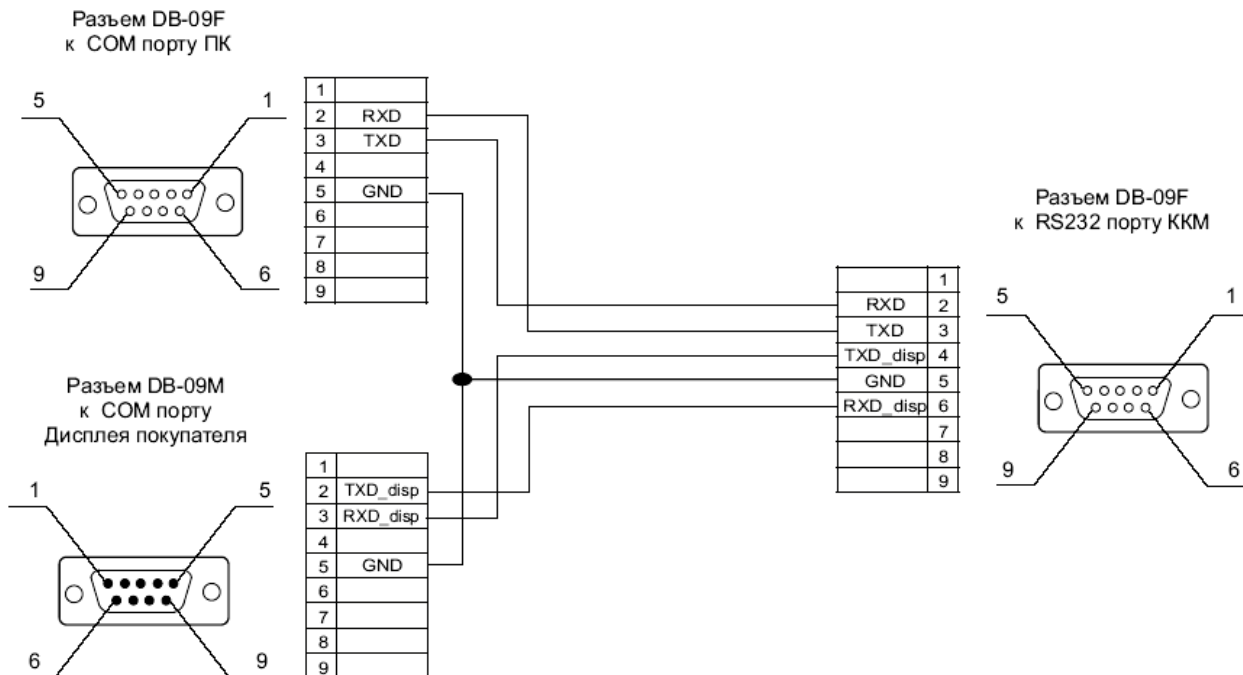 Разъем DB-09F
к COM порту ПК
5
1
9
6
1
2 RXD
3 TXD
4
5 GND
6
7
8
9
Разъем DB-09F
к RS232 порту ККМ
1
RXD 2
TXD 3
TXD_disp 4
GND 5
RXD_disp 6
7
8
9
5
1
9
6
Разъем DB-09M
к COM порту
Дисплея покупателя
1
5
6
9
1
2 TXD_disp
3 RXD_disp
4
5 GND
6
7
8
9